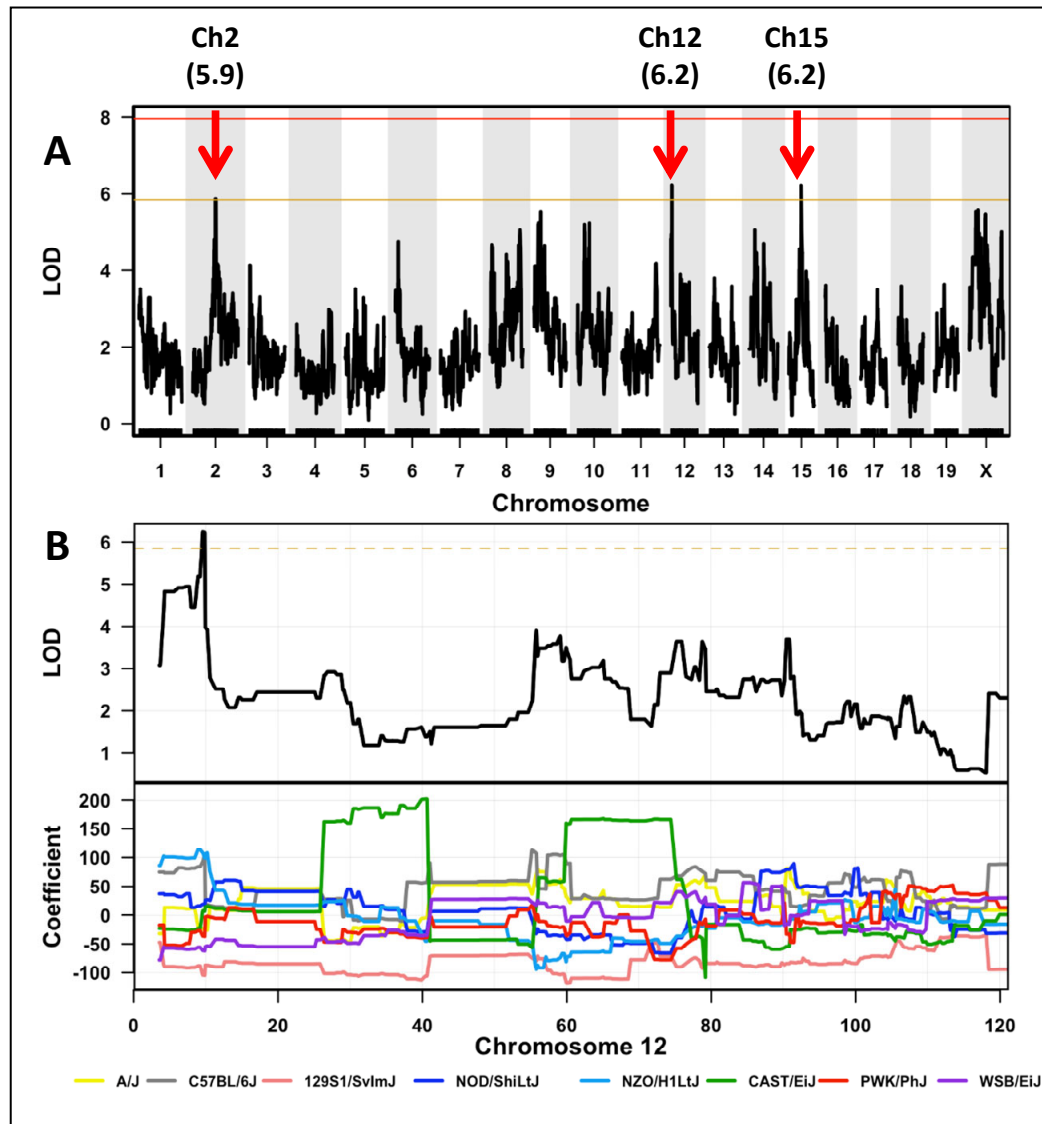 Ch2 Ch12 Ch15
(5.9) (6.2) (6.2)
A
8
6
4
2
0
LOD
1 2 3 4 5 6 7 8 9 10 11 12 13 14 15 16 17 18 19 X
Chromosome
B
6
5
4
3
2
1
LOD
200
150
100
50
0
-50
-100
Coefficient
0 20 40 60 80 100 120
Chromosome 12
A/J C57BL/6J 129S1/SvImJ NOD/ShiLtJ NZO/H1LtJ CAST/EiJ PWK/PhJ WSB/EiJ